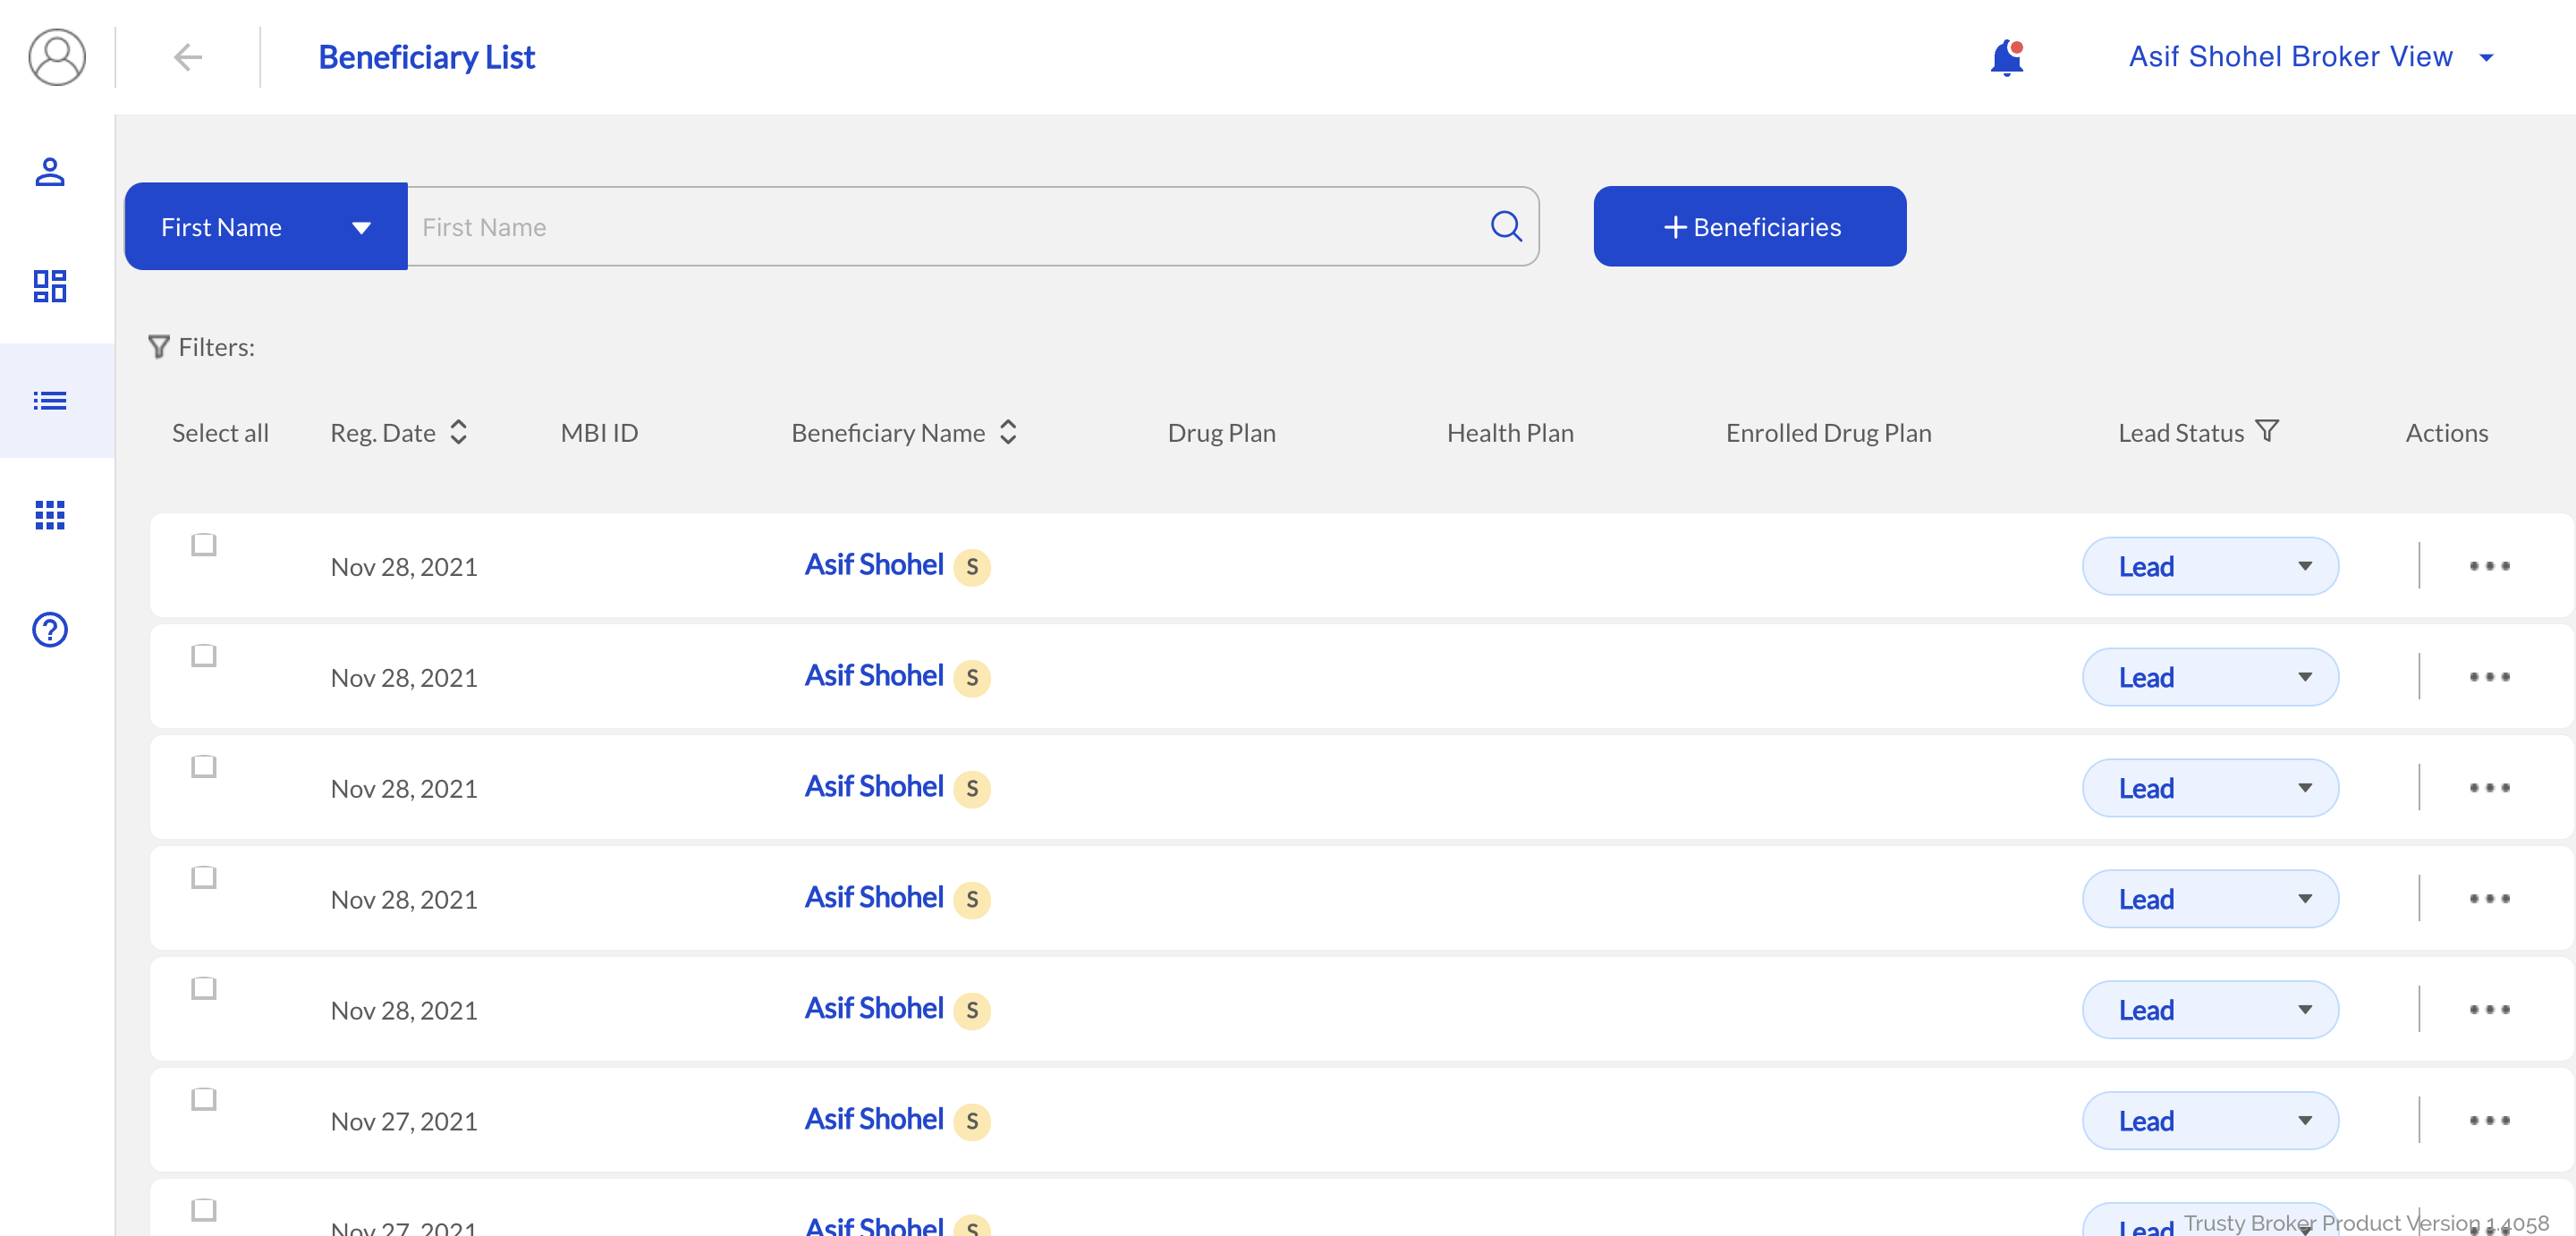 Beneficiary List
Asif Shohel Broker View
First Name
First Name
Beneficiaries
Filters:
Select all Reg. Date MBI ID Beneficiary Name Drug Plan Health Plan Enrolled Drug Plan Lead Status Actions
Nov 28, 2021 Asif Shohel S Lead
Nov 28, 2021 Asif Shohel S Lead
Nov 28, 2021 Asif Shohel S Lead
Nov 28, 2021 Asif Shohel S Lead
Nov 28, 2021 Asif Shohel S Lead
Nov 27, 2021 Asif Shohel S Lead
Nov 27, 2021 Asif Shohel S Lead
Trusty Broker Product Version 1.4058